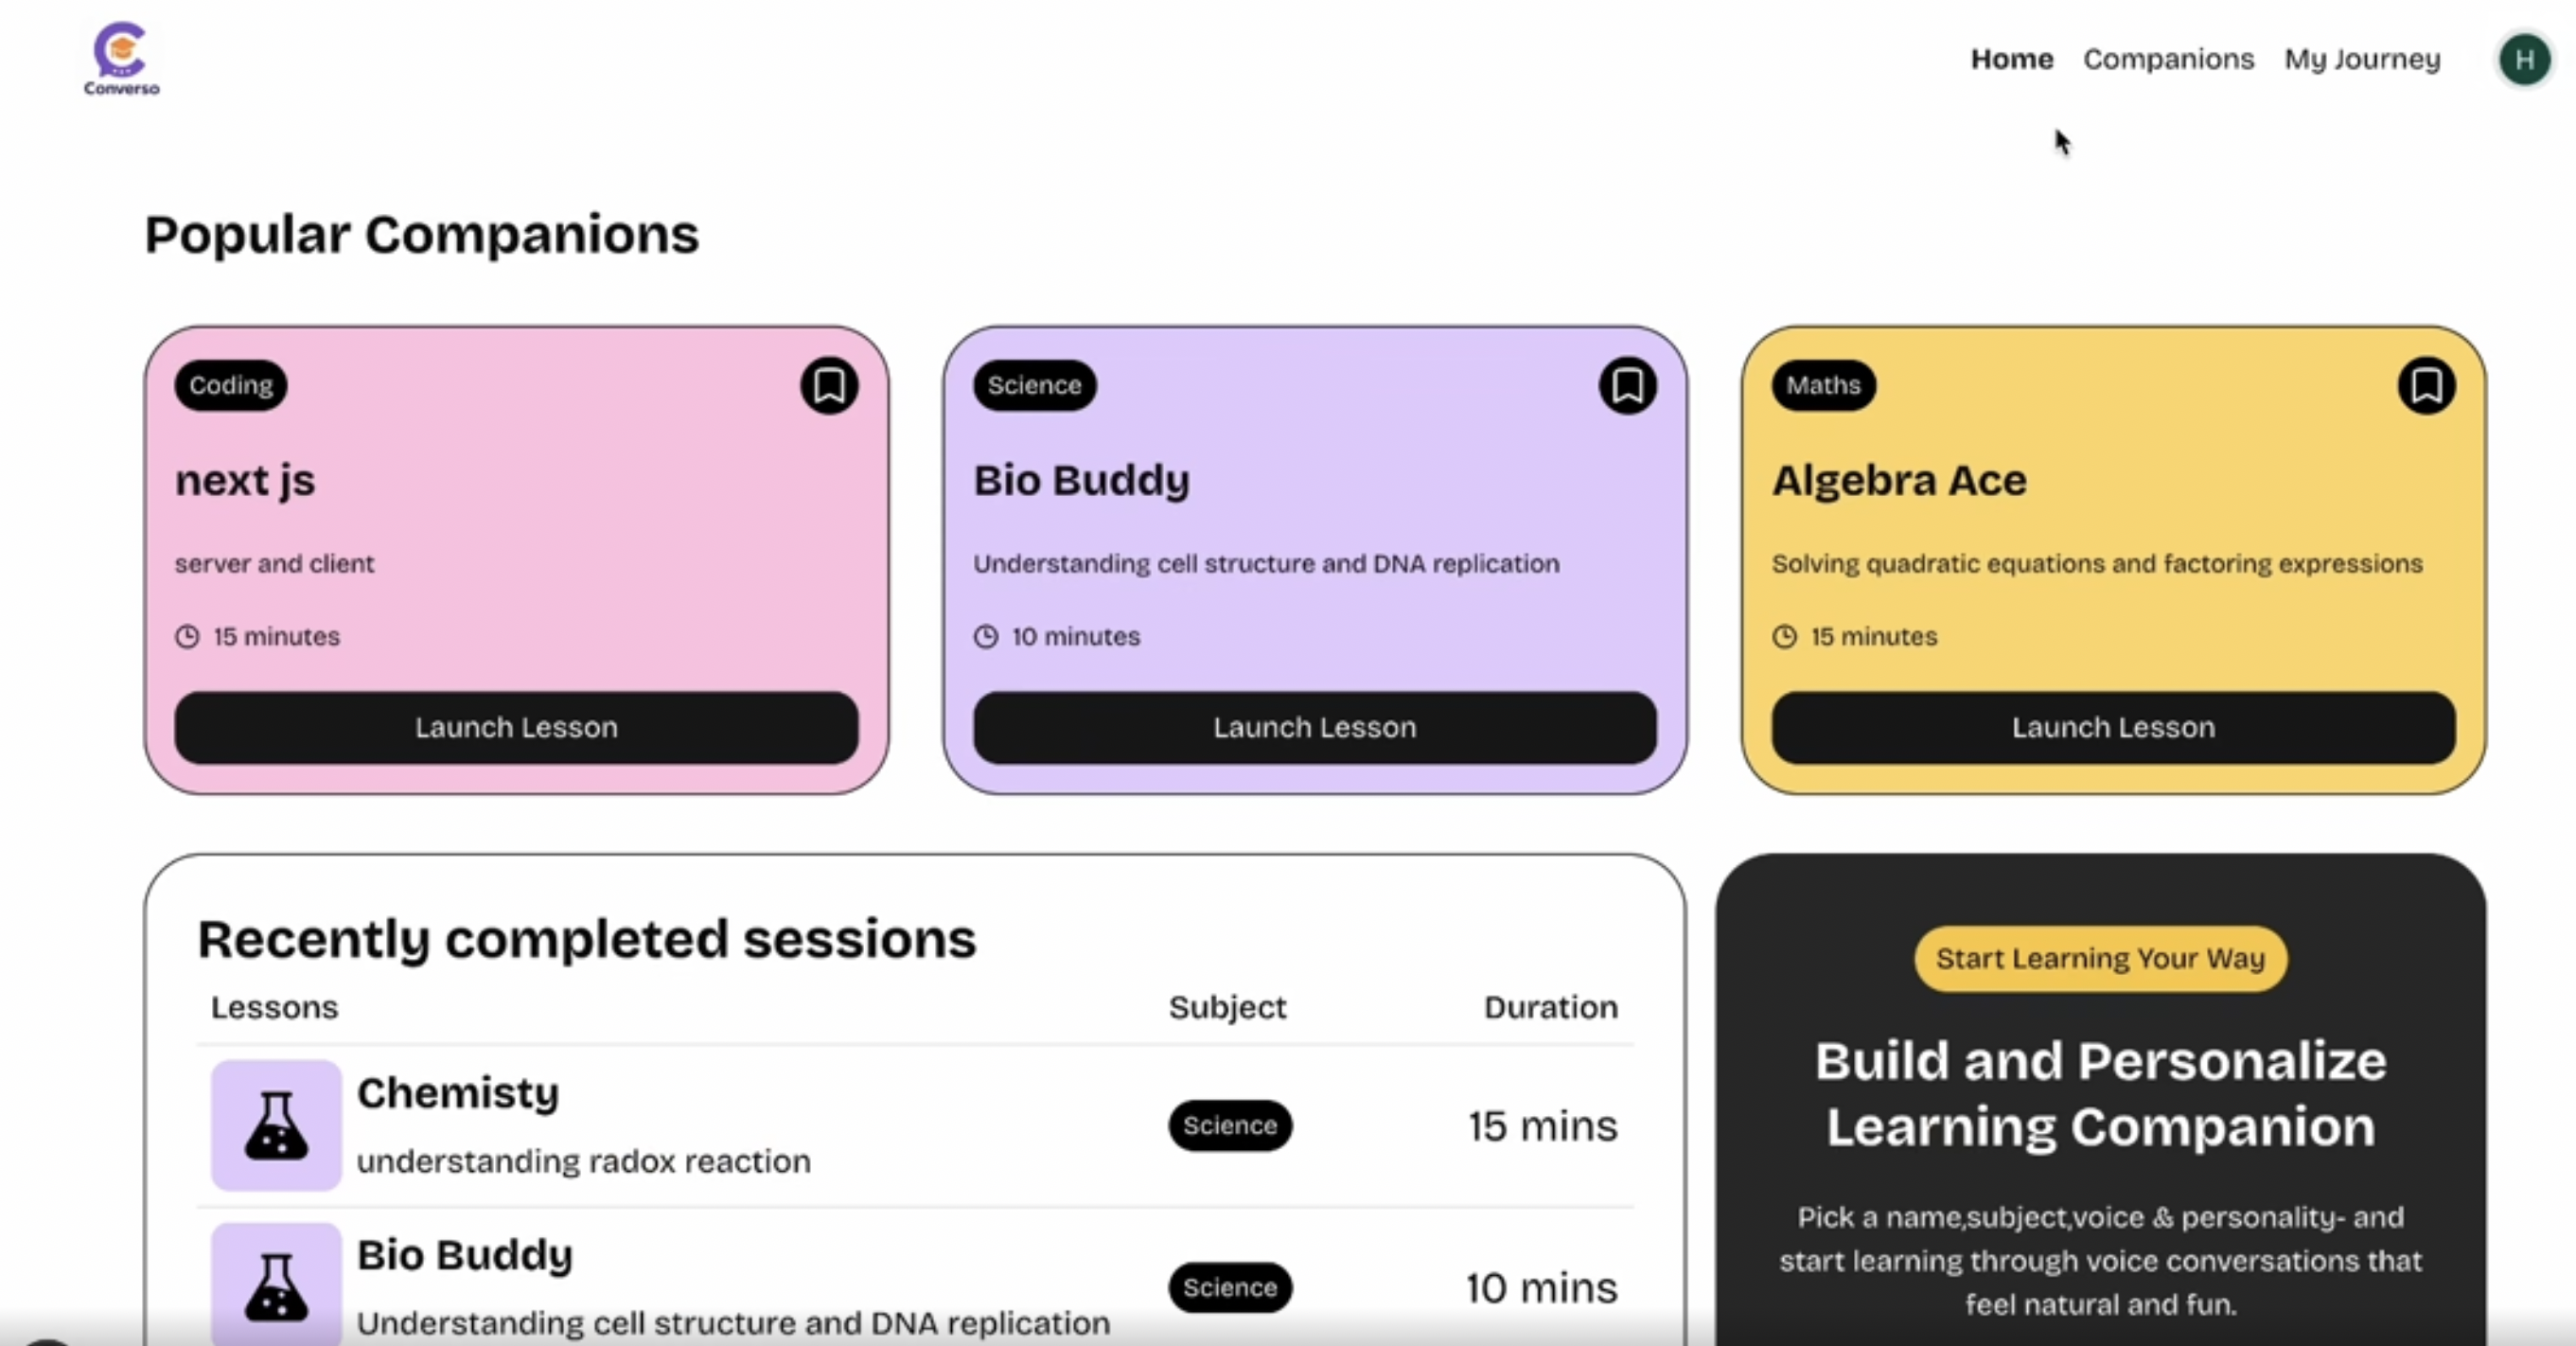 Converso
Home Companions My Journey H
Popular Companions
Coding
next js
server and client
15 minutes
Launch Lesson
Science
Bio Buddy
Understanding cell structure and DNA replication
10 minutes
Launch Lesson
Maths
Algebra Ace
Solving quadratic equations and factoring expressions
15 minutes
Launch Lesson
Recently completed sessions
Lessons Subject Duration
Chemisty
understanding radox reaction
Science
15 mins
Bio Buddy
Understanding cell structure and DNA replication
Science
10 mins
Start Learning Your Way
Build and Personalize
Learning Companion
Pick a name,subject,voice & personality- and
start learning through voice conversations that
feel natural and fun.